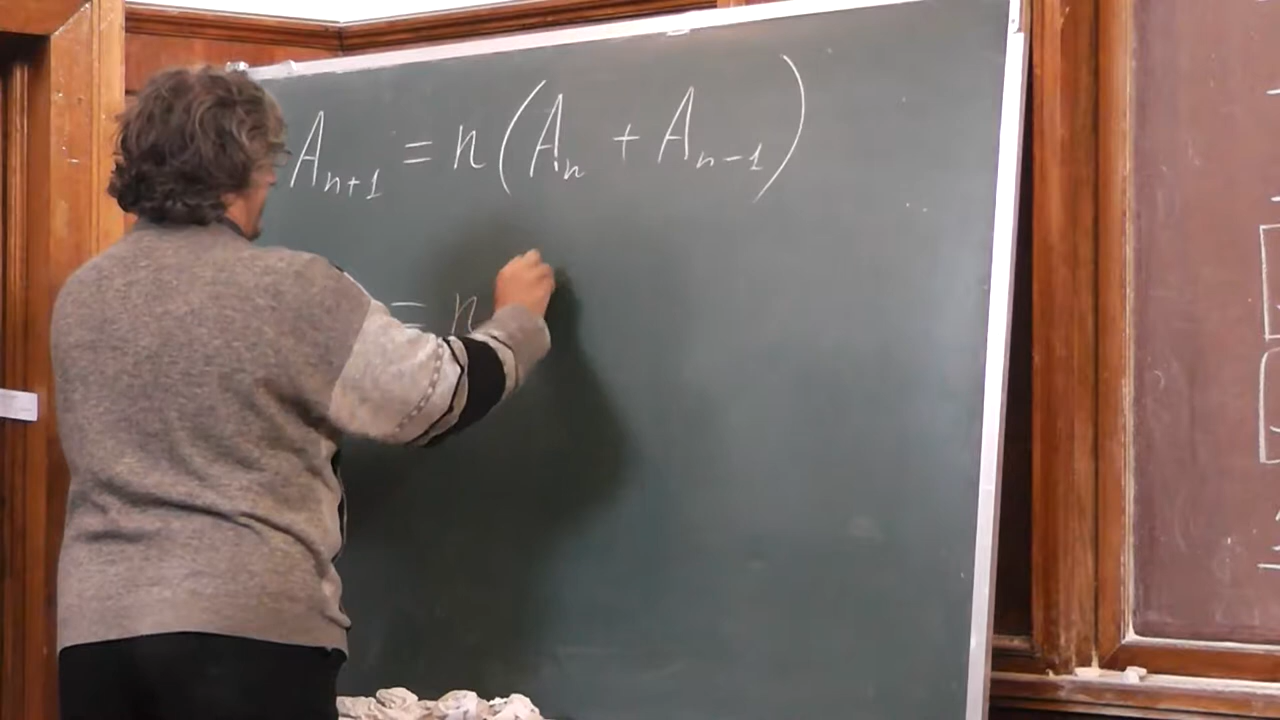 A_{n+1} = n(A_n + A_{n-1})
= n